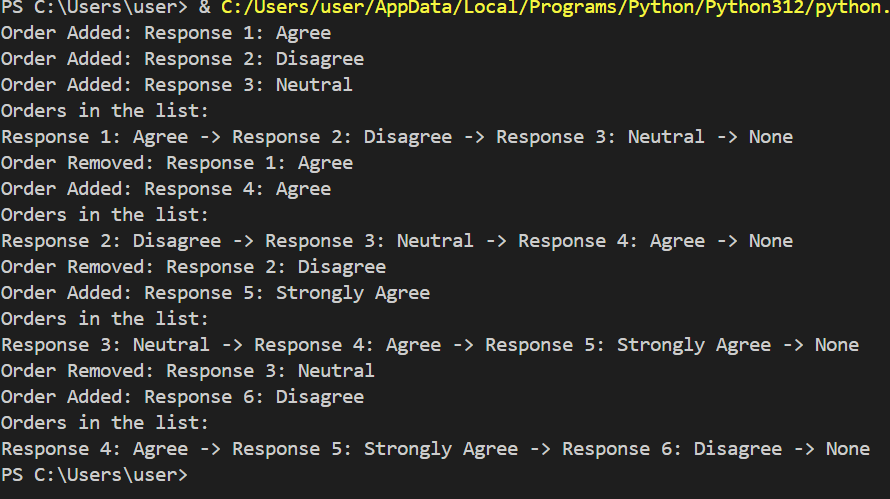 PS C:\Users\user> & C:/Users/user/AppData/Local/Programs/Python/Python312/python.
Order Added: Response 1: Agree
Order Added: Response 2: Disagree
Order Added: Response 3: Neutral
Orders in the list:
Response 1: Agree -> Response 2: Disagree -> Response 3: Neutral -> None
Order Removed: Response 1: Agree
Order Added: Response 4: Agree
Orders in the list:
Response 2: Disagree -> Response 3: Neutral -> Response 4: Agree -> None
Order Removed: Response 2: Disagree
Order Added: Response 5: Strongly Agree
Orders in the list:
Response 3: Neutral -> Response 4: Agree -> Response 5: Strongly Agree -> None
Order Removed: Response 3: Neutral
Order Added: Response 6: Disagree
Orders in the list:
Response 4: Agree -> Response 5: Strongly Agree -> Response 6: Disagree -> None
PS C:\Users\user>